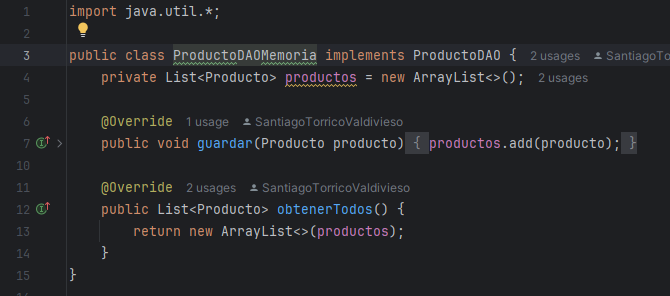 1 import java.util.*;
2
3 public class ProductoDAOMemoria implements ProductoDAO { 2 usages SantiagoTorricoValdivieso
4 private List<Producto> productos = new ArrayList<>(); 2 usages
5
6 @Override 1 usage SantiagoTorricoValdivieso
7 public void guardar(Producto producto) { productos.add(producto); }
10
11 @Override 2 usages SantiagoTorricoValdivieso
12 public List<Producto> obtenerTodos() {
13 return new ArrayList<>(productos);
14 }
15 }